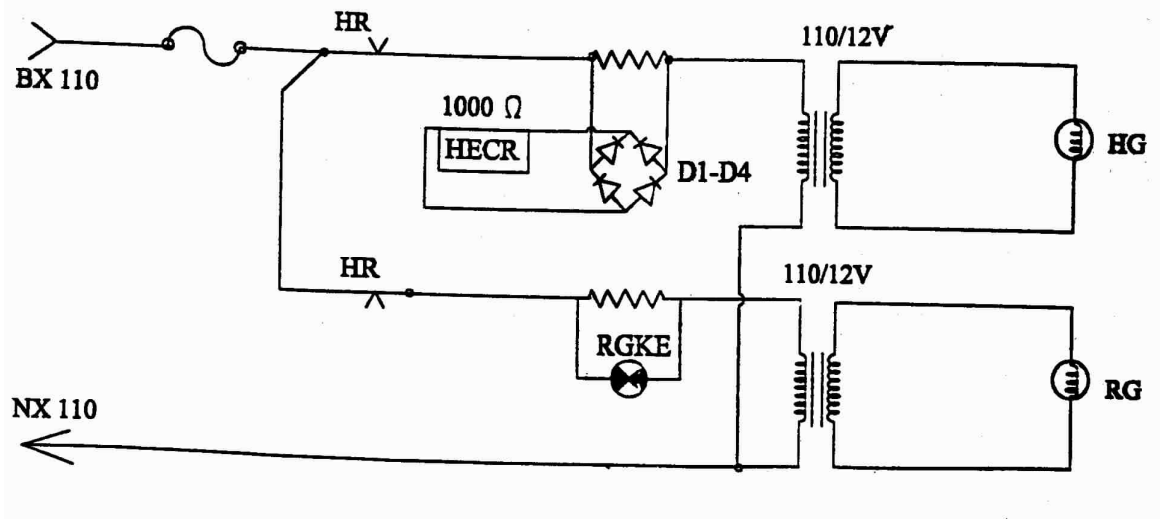 HR
110/12V
BX 110
1000 Ω
HECR
D1-D4
HG
HR
110/12V
RGKE
RG
NX 110